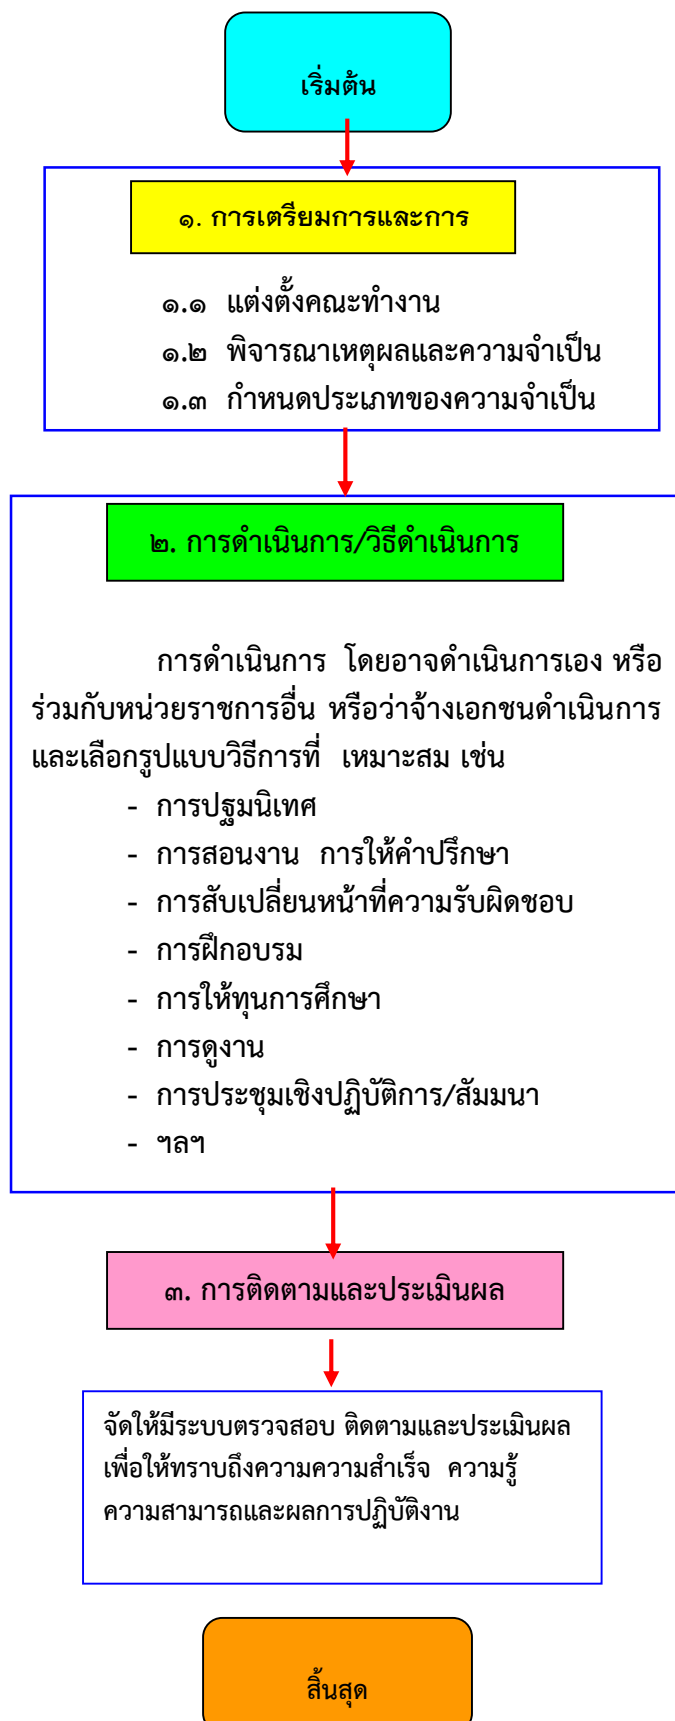 เริ่มต้น
๑. การเตรียมการและการ
๑.๑ แต่งตั้งคณะทำงาน
๑.๒ พิจารณาเหตุผลและความจำเป็น
๑.๓ กำหนดประเภทของความจำเป็น
๒. การดำเนินการ/วิธีดำเนินการ
การดำเนินการ โดยอาจดำเนินการเอง หรือ
ร่วมกับหน่วยราชการอื่น หรือว่าจ้างเอกชนดำเนินการ
และเลือกรูปแบบวิธีการที่ เหมาะสม เช่น
- การปฐมนิเทศ
- การสอนงาน การให้คำปรึกษา
- การสับเปลี่ยนหน้าที่ความรับผิดชอบ
- การฝึกอบรม
- การให้ทุนการศึกษา
- การดูงาน
- การประชุมเชิงปฏิบัติการ/สัมมนา
- ฯลฯ
๓. การติดตามและประเมินผล
จัดให้มีระบบตรวจสอบ ติดตามและประเมินผล
เพื่อให้ทราบถึงความความสำเร็จ ความรู้
ความสามารถและผลการปฏิบัติงาน
สิ้นสุด